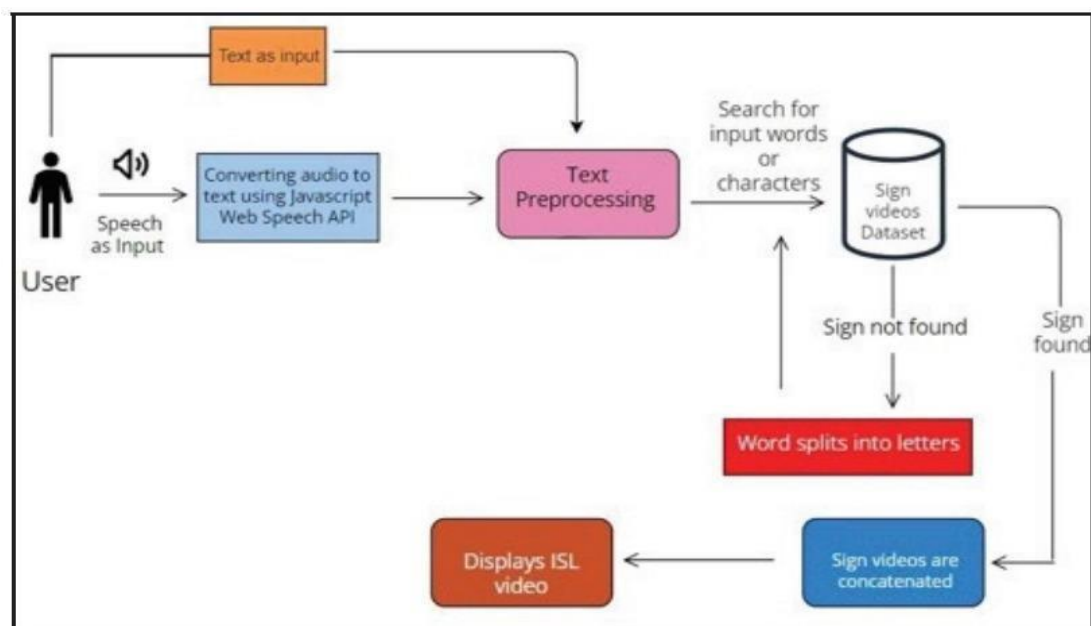 Text as input
Speech
as Input
User
Converting audio to
text using Javascript
Web Speech API
Text
Preprocessing
Search for
input words
or
characters
Sign
videos
Dataset
Sign not found
Sign
found
Word splits into letters
Sign videos are
concatenated
Displays ISL
video